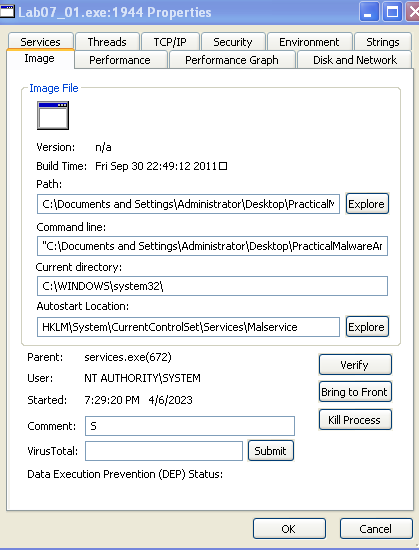 Lab07_01.exe:1944 Properties
Services Threads TCP/IP Security Environment Strings
Image Performance Performance Graph Disk and Network
Image File
Version: n/a
Build Time: Fri Sep 30 22:49:12 2011
Path:
C:\Documents and Settings\Administrator\Desktop\PracticalM Explore
Command line:
"C:\Documents and Settings\Administrator\Desktop\PracticalMalwareAr
Current directory:
C:\WINDOWS\system32\
Autostart Location:
HKLM\System\CurrentControlSet\Services\Malservice Explore
Parent: services.exe(672)
Verify
User: NT AUTHORITY\SYSTEM
Bring to Front
Started: 7:29:20 PM 4/6/2023
Kill Process
Comment: S
VirusTotal: Submit
Data Execution Prevention (DEP) Status:
OK Cancel